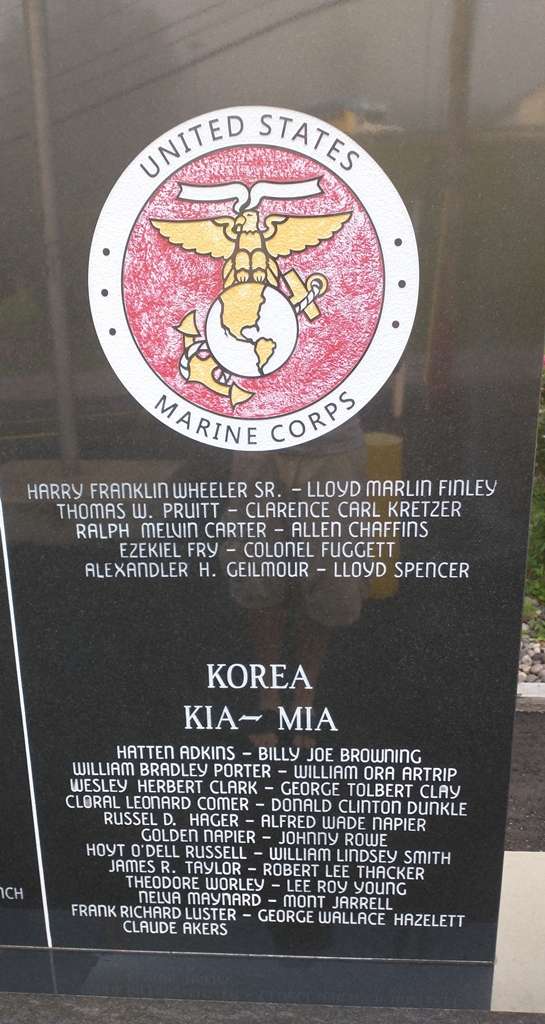 UNITED STATES
MARINE CORPS
HARRY FRANKLIN WHEELER SR. – LLOYD MARLIN FINLEY
THOMAS W. PRUITT – CLARENCE CARL KRETZER
RALPH MELVIN CARTER – ALLEN CHAFFINS
EZEKIEL FRY – COLONEL FUGGETT
ALEXANDLER H. GEILMOUR – LLOYD SPENCER
KOREA
KIA– MIA
HATTEN ADKINS – BILLY JOE BROWNING
WILLIAM BRADLEY PORTER – WILLIAM ORA ARTRIP
WESLEY HERBERT CLARK – GEORGE TOLBERT CLAY
CLORAL LEONARD COMER – DONALD CLINTON DUNKLE
RUSSEL D. HAGER – ALFRED WADE NAPIER
GOLDEN NAPIER – JOHNNY ROWE
HOYT O'DELL RUSSELL – WILLIAM LINDSEY SMITH
JAMES R. TAYLOR – ROBERT LEE THACKER
THEODORE WORLEY – LEE ROY YOUNG
NELVA MAYNARD – MONT JARRELL
FRANK RICHARD LUSTER – GEORGE WALLACE HAZELETT
CLAUDE AKERS
NCH